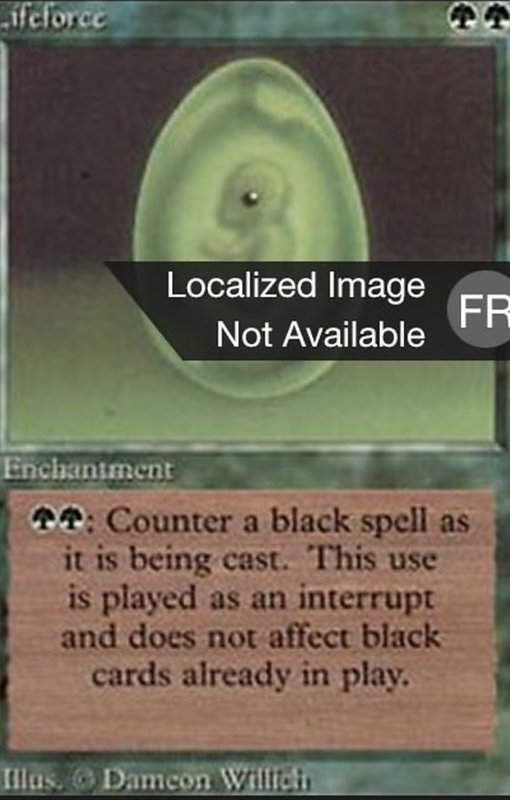 Lifeforce
Localized Image
Not Available
FR
Enchantment
: Counter a black spell as
it is being cast. This use
is played as an interrupt
and does not affect black
cards already in play.
Illus. © Dameon Willich